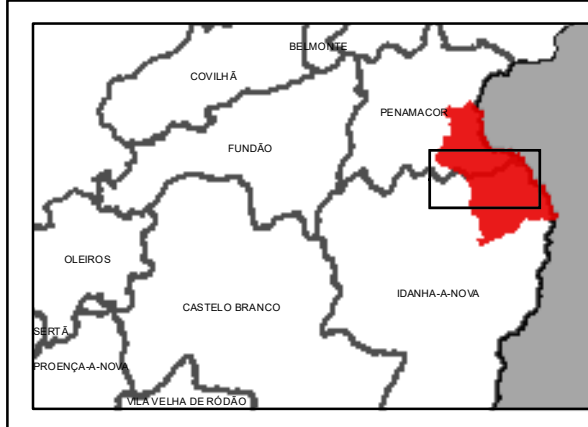 BELMONTE
COVILHÃ
PENAMACOR
FUNDÃO
OLEIROS
IDANHA-A-NOVA
CASTELO BRANCO
SERTÃ
PROENÇA-A-NOVA
VILA VELHA DE RÓDÃO